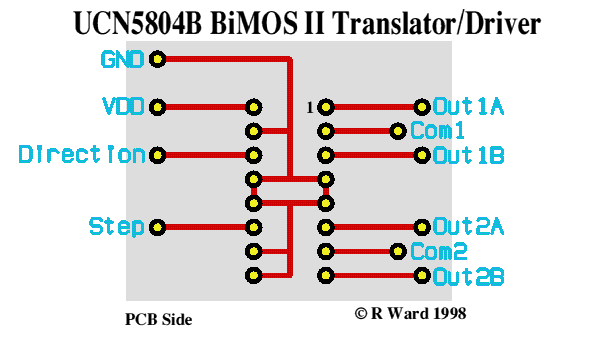 UCN5804B BiMOS II Translator/Driver
GND
VDD
1
Out1A
Com1
Direction
Out1B
Step
Out2A
Com2
Out2B
PCB Side
© R Ward 1998